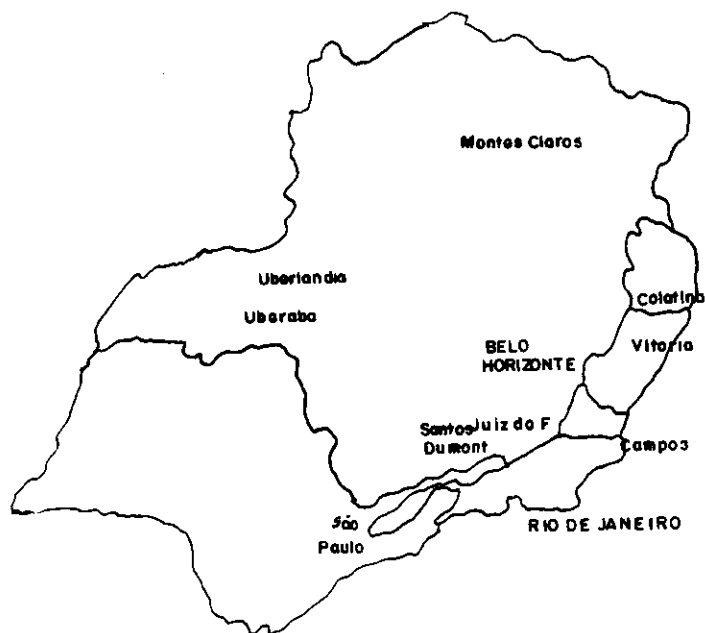 Montes Claros
Uberlandia
Uberaba
Colatina
BELO
HORIZONTE
Vitoria
Santos
Dumont
Juiz do F
Campos
São
Paulo
RIO DE JANEIRO